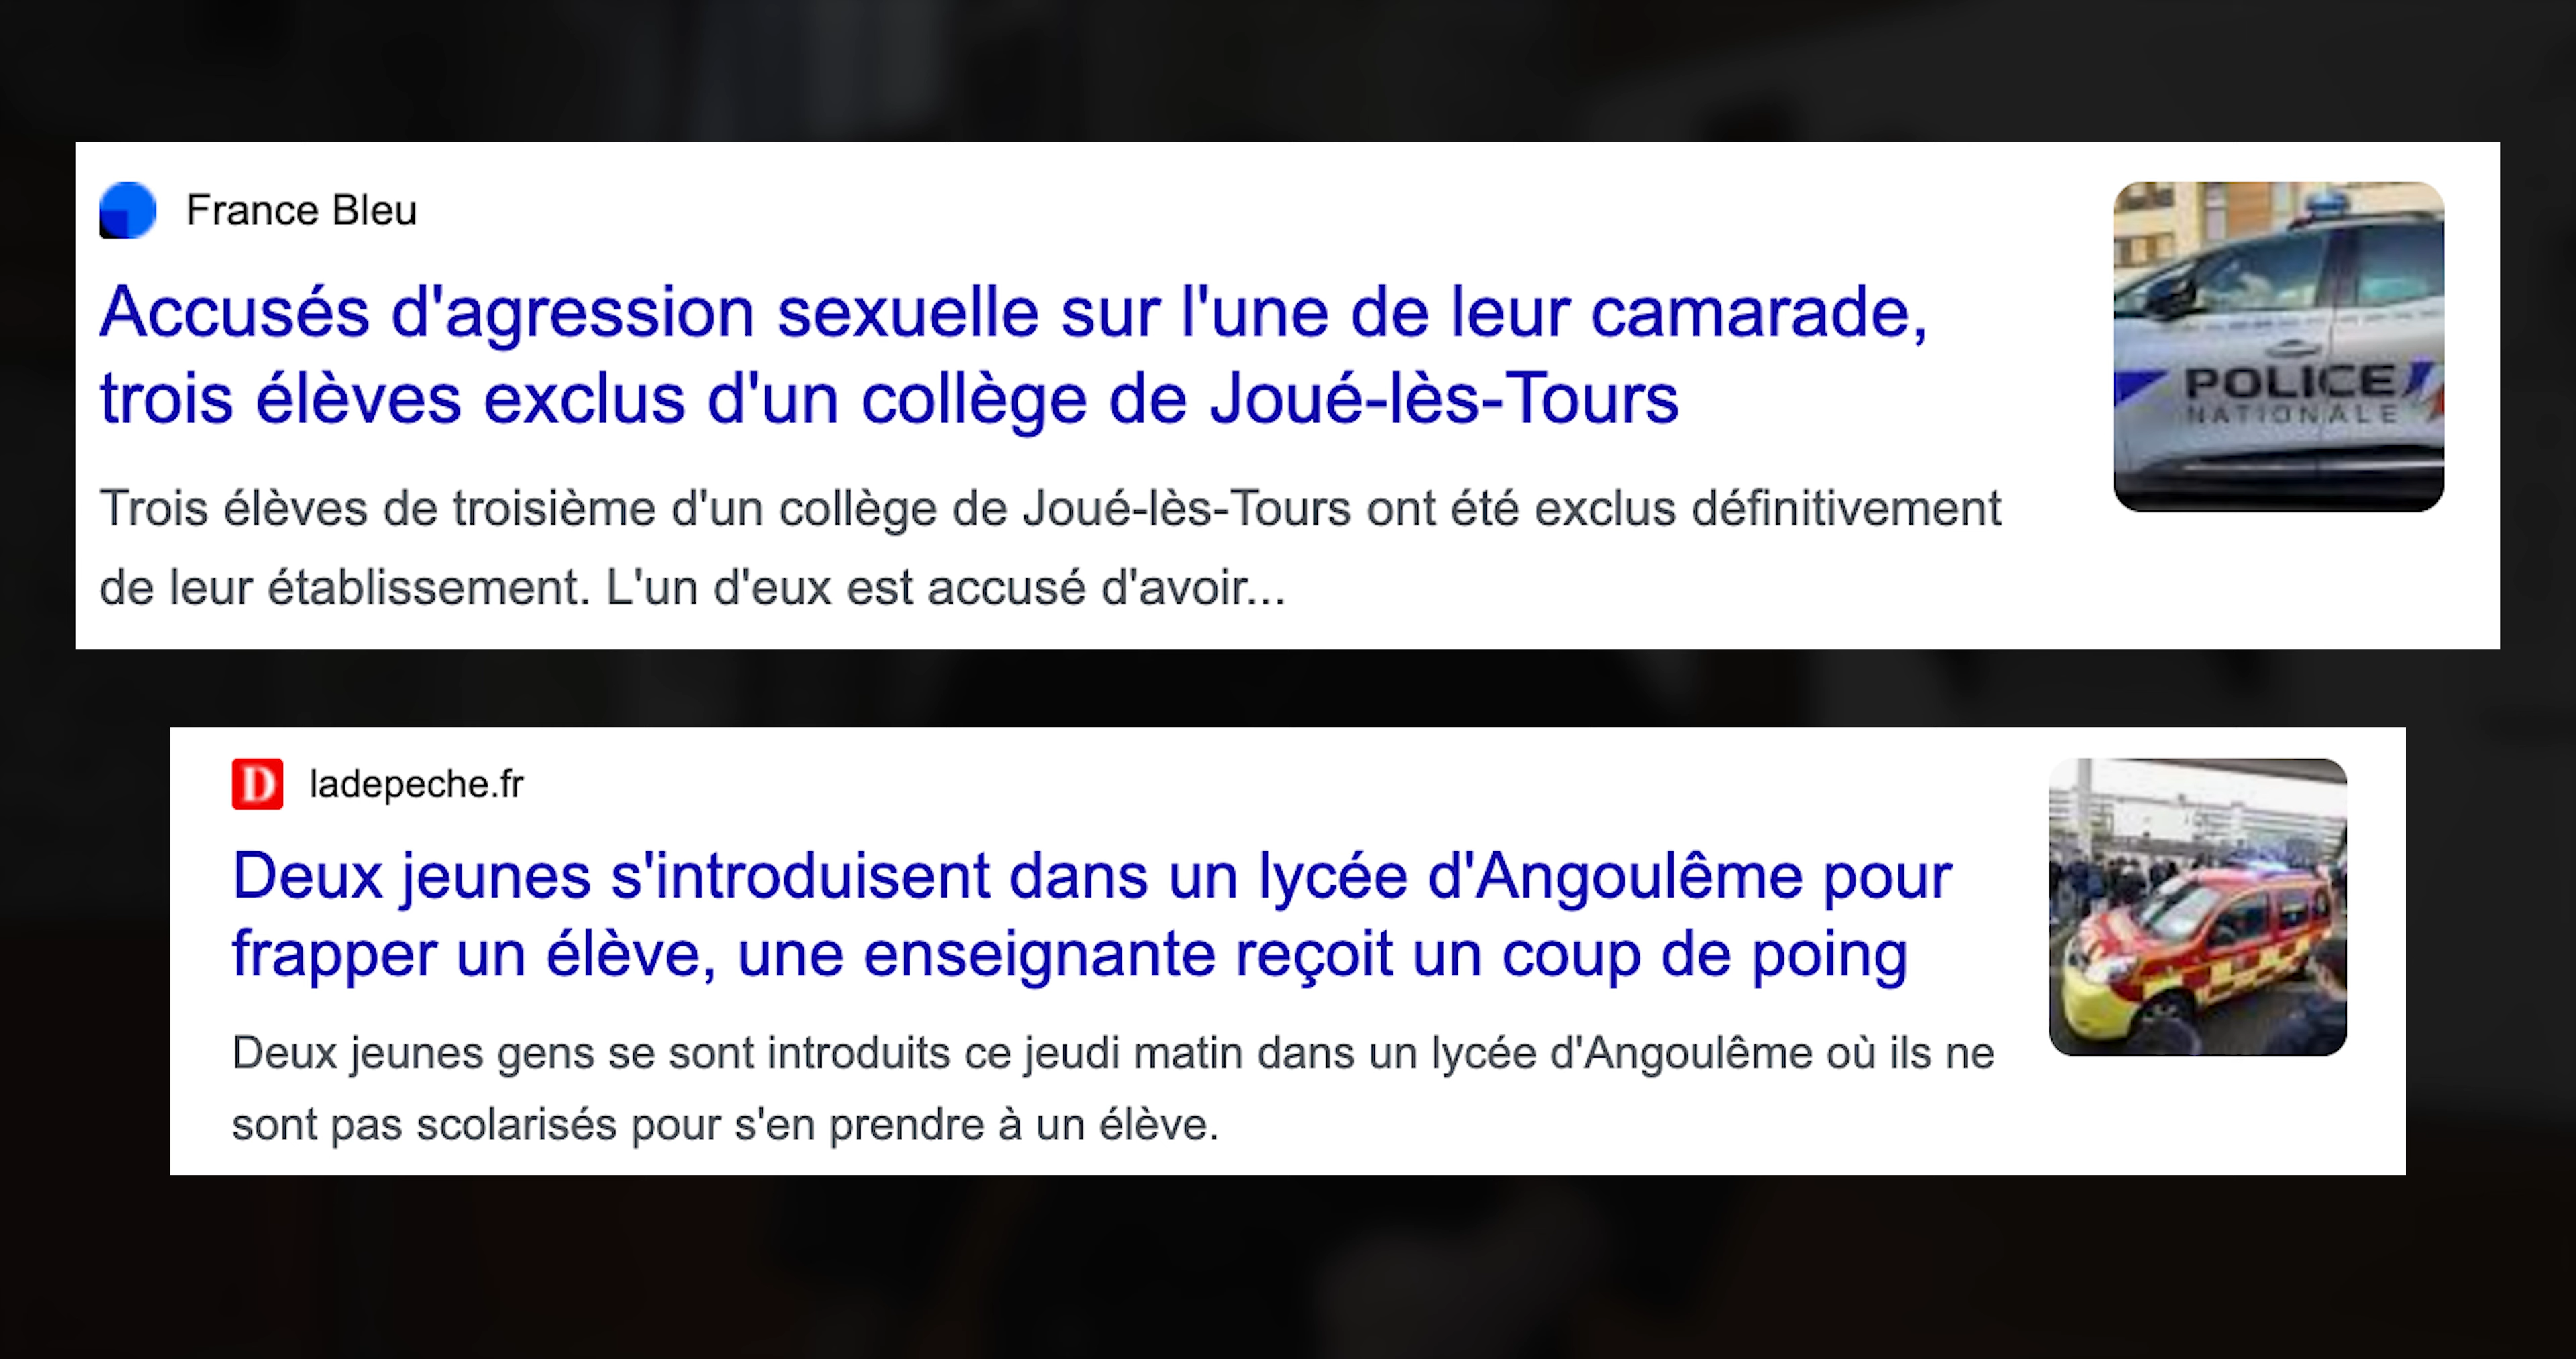 France Bleu
Accusés d'agression sexuelle sur l'une de leur camarade,
trois élèves exclus d'un collège de Joué-lès-Tours
Trois élèves de troisième d'un collège de Joué-lès-Tours ont été exclus définitivement
de leur établissement. L'un d'eux est accusé d'avoir...
POLICE
NATIONALE
D ladepeche.fr
Deux jeunes s'introduisent dans un lycée d'Angoulême pour
frapper un élève, une enseignante reçoit un coup de poing
Deux jeunes gens se sont introduits ce jeudi matin dans un lycée d'Angoulême où ils ne
sont pas scolarisés pour s'en prendre à un élève.